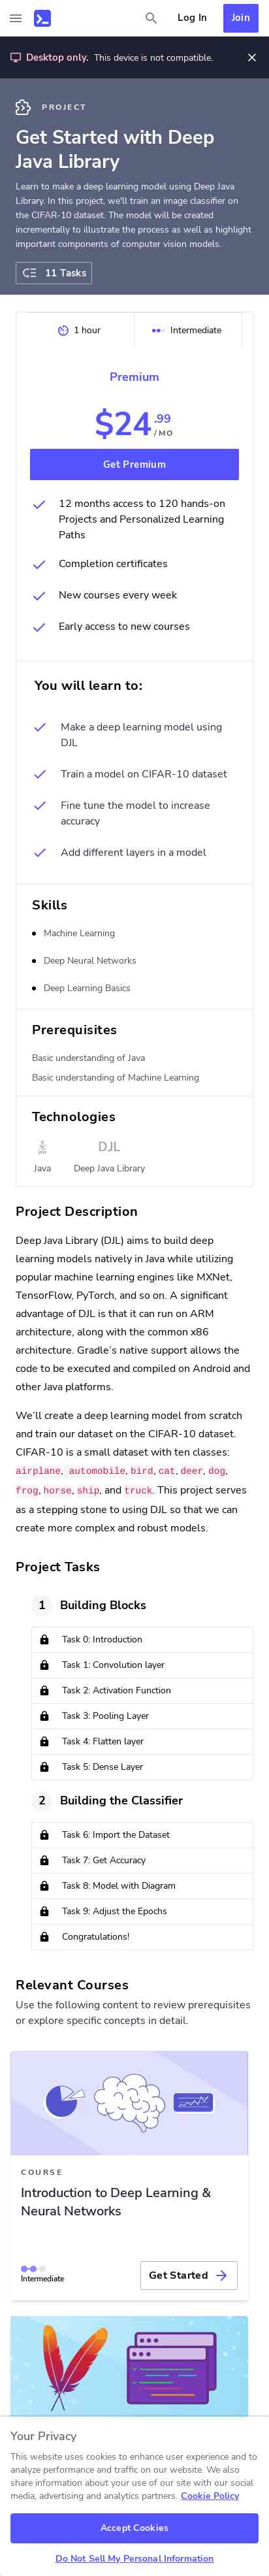 Log In
Join
Desktop only. This device is not compatible.
PROJECT
Get Started with Deep
Java Library
Learn to make a deep learning model using Deep Java
Library. In this project, we'll train an image classifier on
the CIFAR-10 dataset. The model will be created
incrementally to illustrate the process as well as highlight
important components of computer vision models.
11 Tasks
1 hour
Intermediate
Premium
$24.99
/ MO
Get Premium
12 months access to 120 hands-on
Projects and Personalized Learning
Paths
Completion certificates
New courses every week
Early access to new courses
You will learn to:
Make a deep learning model using
DJL
Train a model on CIFAR-10 dataset
Fine tune the model to increase
accuracy
Add different layers in a model
Skills
Machine Learning
Deep Neural Networks
Deep Learning Basics
Prerequisites
Basic understanding of Java
Basic understanding of Machine Learning
Technologies
DJL
Java
Deep Java Library
Project Description
Deep Java Library (DJL) aims to build deep
learning models natively in Java while utilizing
popular machine learning engines like MXNet,
TensorFlow, PyTorch, and so on. A significant
advantage of DJL is that it can run on ARM
architecture, along with the common x86
architecture. Gradle's native support allows the
code to be executed and compiled on Android and
other Java platforms.
We'll create a deep learning model from scratch
and train our dataset on the CIFAR-10 dataset.
CIFAR-10 is a small dataset with ten classes:
airplane, automobile, bird, cat, deer, dog,
frog, horse, ship, and truck. This project serves
as a stepping stone to using DJL so that we can
create more complex and robust models.
Project Tasks
1 Building Blocks
Task 0: Introduction
Task 1: Convolution layer
Task 2: Activation Function
Task 3: Pooling Layer
Task 4: Flatten layer
Task 5: Dense Layer
2 Building the Classifier
Task 6: Import the Dataset
Task 7: Get Accuracy
Task 8: Model with Diagram
Task 9: Adjust the Epochs
Congratulations!
Relevant Courses
Use the following content to review prerequisites
or explore specific concepts in detail.
COURSE
Introduction to Deep Learning &
Neural Networks
Intermediate
Get Started
Your Privacy
This website uses cookies to enhance user experience and to
analyze performance and traffic on our website. We also
share information about your use of our site with our social
media, advertising and analytics partners. Cookie Policy
Accept Cookies
Do Not Sell My Personal Information